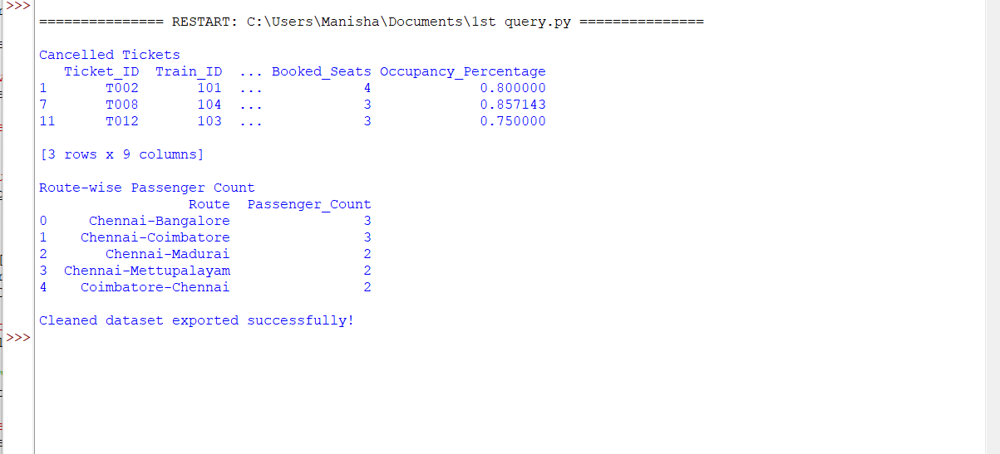 >>>
=============== RESTART: C:\Users\Manisha\Documents\1st query.py ===============
Cancelled Tickets
   Ticket_ID  Train_ID  ... Booked_Seats Occupancy_Percentage
1       T002       101  ...            4             0.800000
7       T008       104  ...            3             0.857143
11      T012       103  ...            3             0.750000
[3 rows x 9 columns]
Route-wise Passenger Count
                  Route  Passenger_Count
0     Chennai-Bangalore                3
1    Chennai-Coimbatore                3
2       Chennai-Madurai                2
3  Chennai-Mettupalayam                2
4    Coimbatore-Chennai                2
Cleaned dataset exported successfully!
>>>